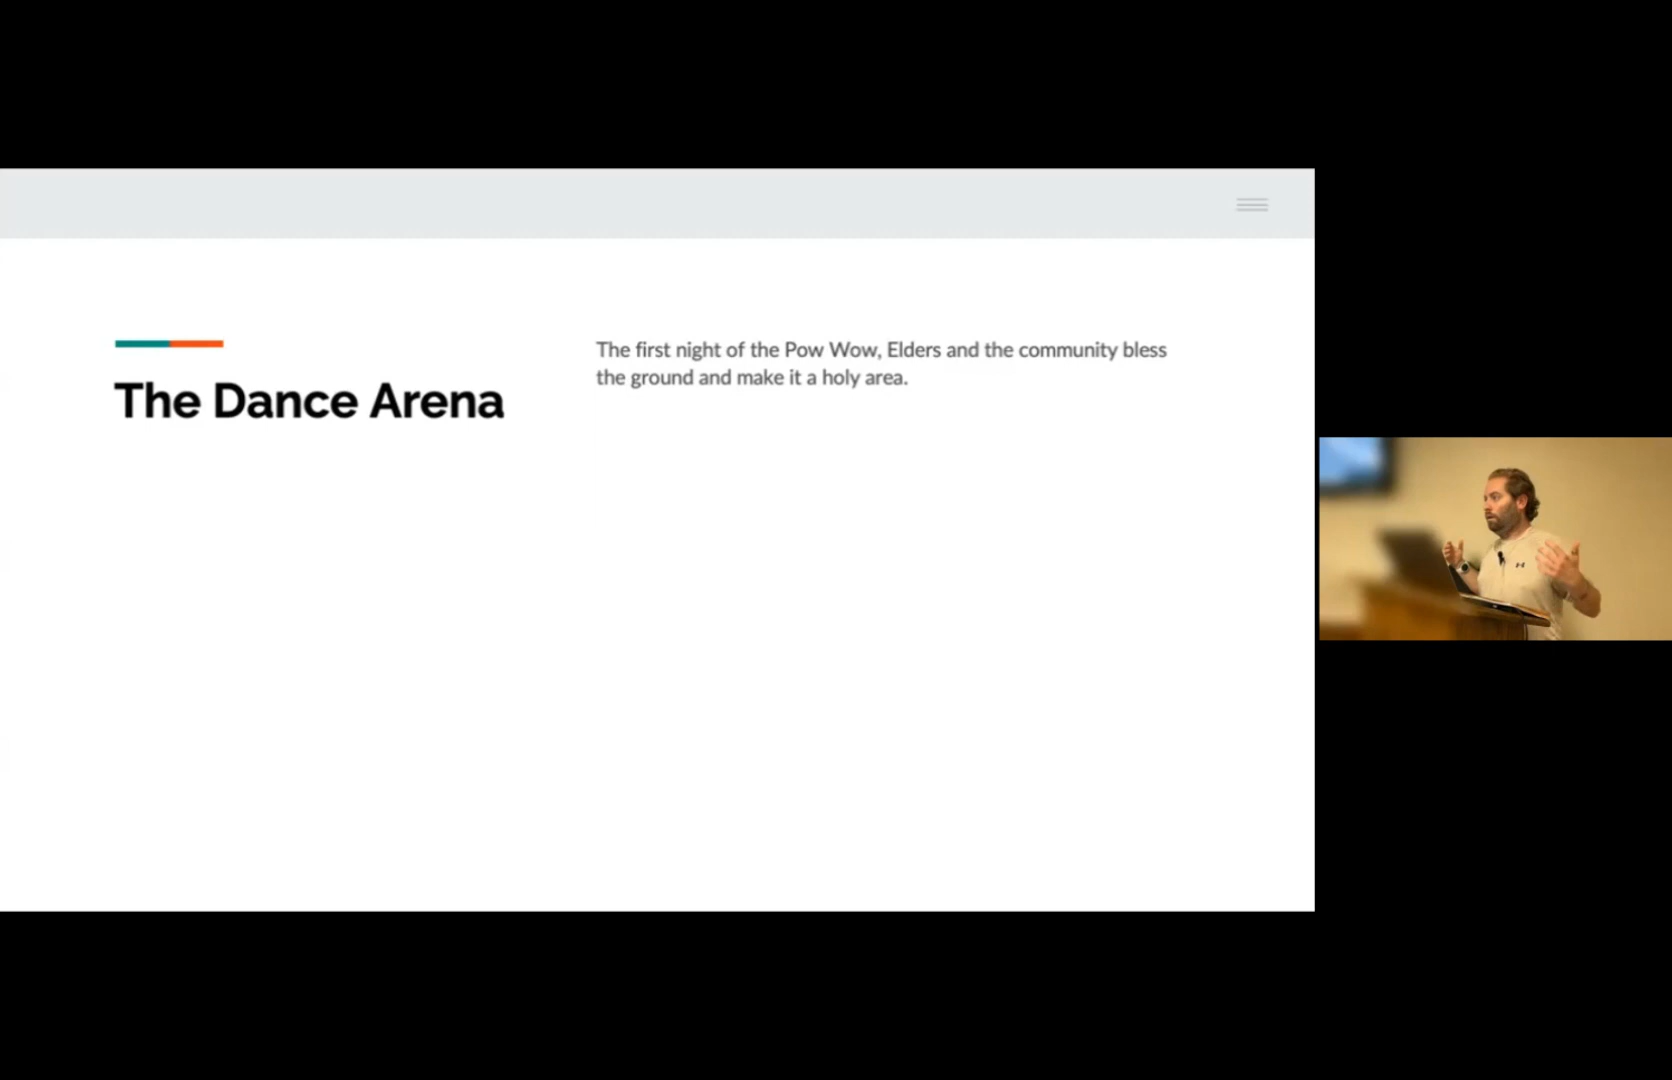 The Dance Arena
The first night of the Pow Wow, Elders and the community bless
the ground and make it a holy area.